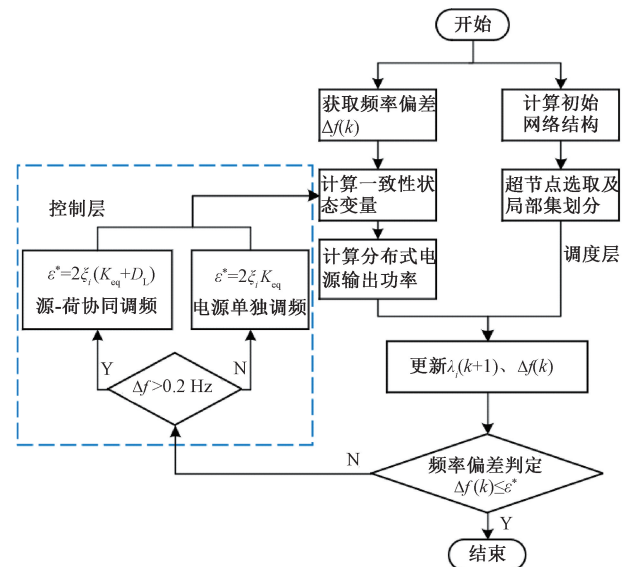 开始
获取频率偏差
Δf(k)
计算初始
网络结构
计算一致性状
态变量
超节点选取及
局部集划分
控制层
调度层
计算分布式电
源输出功率
ε*=2ξᵢ(K_eq+D_L)
源-荷协同调频
ε*=2ξᵢK_eq
电源单独调频
Y
N
Δf>0.2 Hz
更新λᵢ(k+1)、Δf(k)
N
频率偏差判定
Δf(k)≤ε*
Y
结束